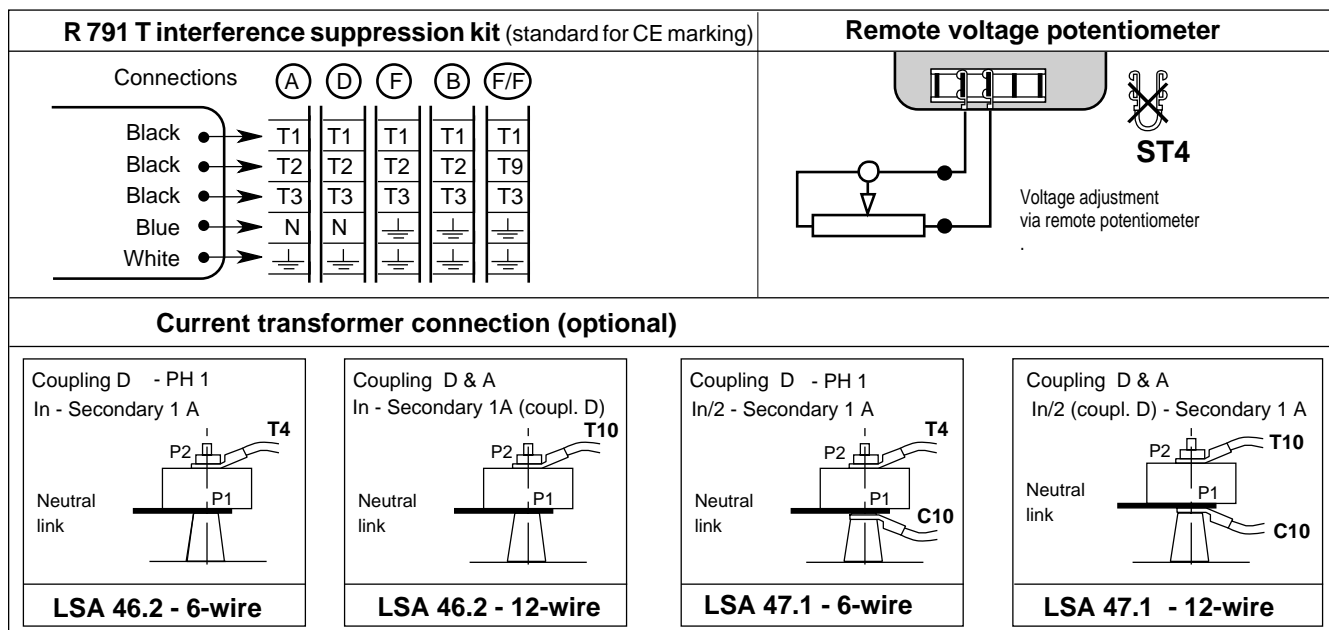 R 791 T interference suppression kit (standard for CE marking)
Connections A D F B F/F
Black T1 T1 T1 T1 T1
Black T2 T2 T2 T2 T9
Black T3 T3 T3 T3 T3
Blue N N
White
Remote voltage potentiometer
ST4
Voltage adjustment
via remote potentiometer
.
Current transformer connection (optional)
Coupling D - PH 1
In - Secondary 1 A
T4
P2
P1
Neutral
link
LSA 46.2 - 6-wire
Coupling D & A
In - Secondary 1A (coupl. D)
T10
P2
P1
Neutral
link
LSA 46.2 - 12-wire
Coupling D - PH 1
In/2 - Secondary 1 A
T4
P2
P1
Neutral
link
C10
LSA 47.1 - 6-wire
Coupling D & A
In/2 (coupl. D) - Secondary 1 A
T10
P2
P1
Neutral
link
C10
LSA 47.1 - 12-wire